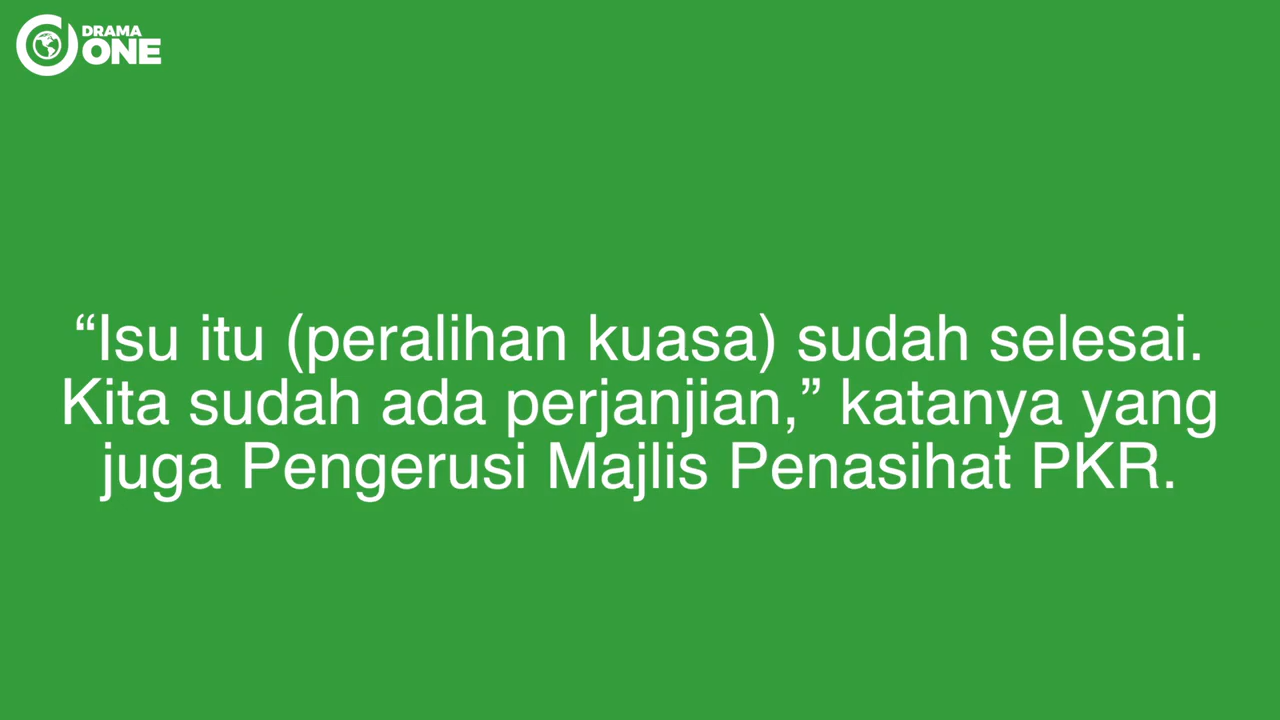 DRAMA
ONE
“Isu itu (peralihan kuasa) sudah selesai.
Kita sudah ada perjanjian,” katanya yang
juga Pengerusi Majlis Penasihat PKR.